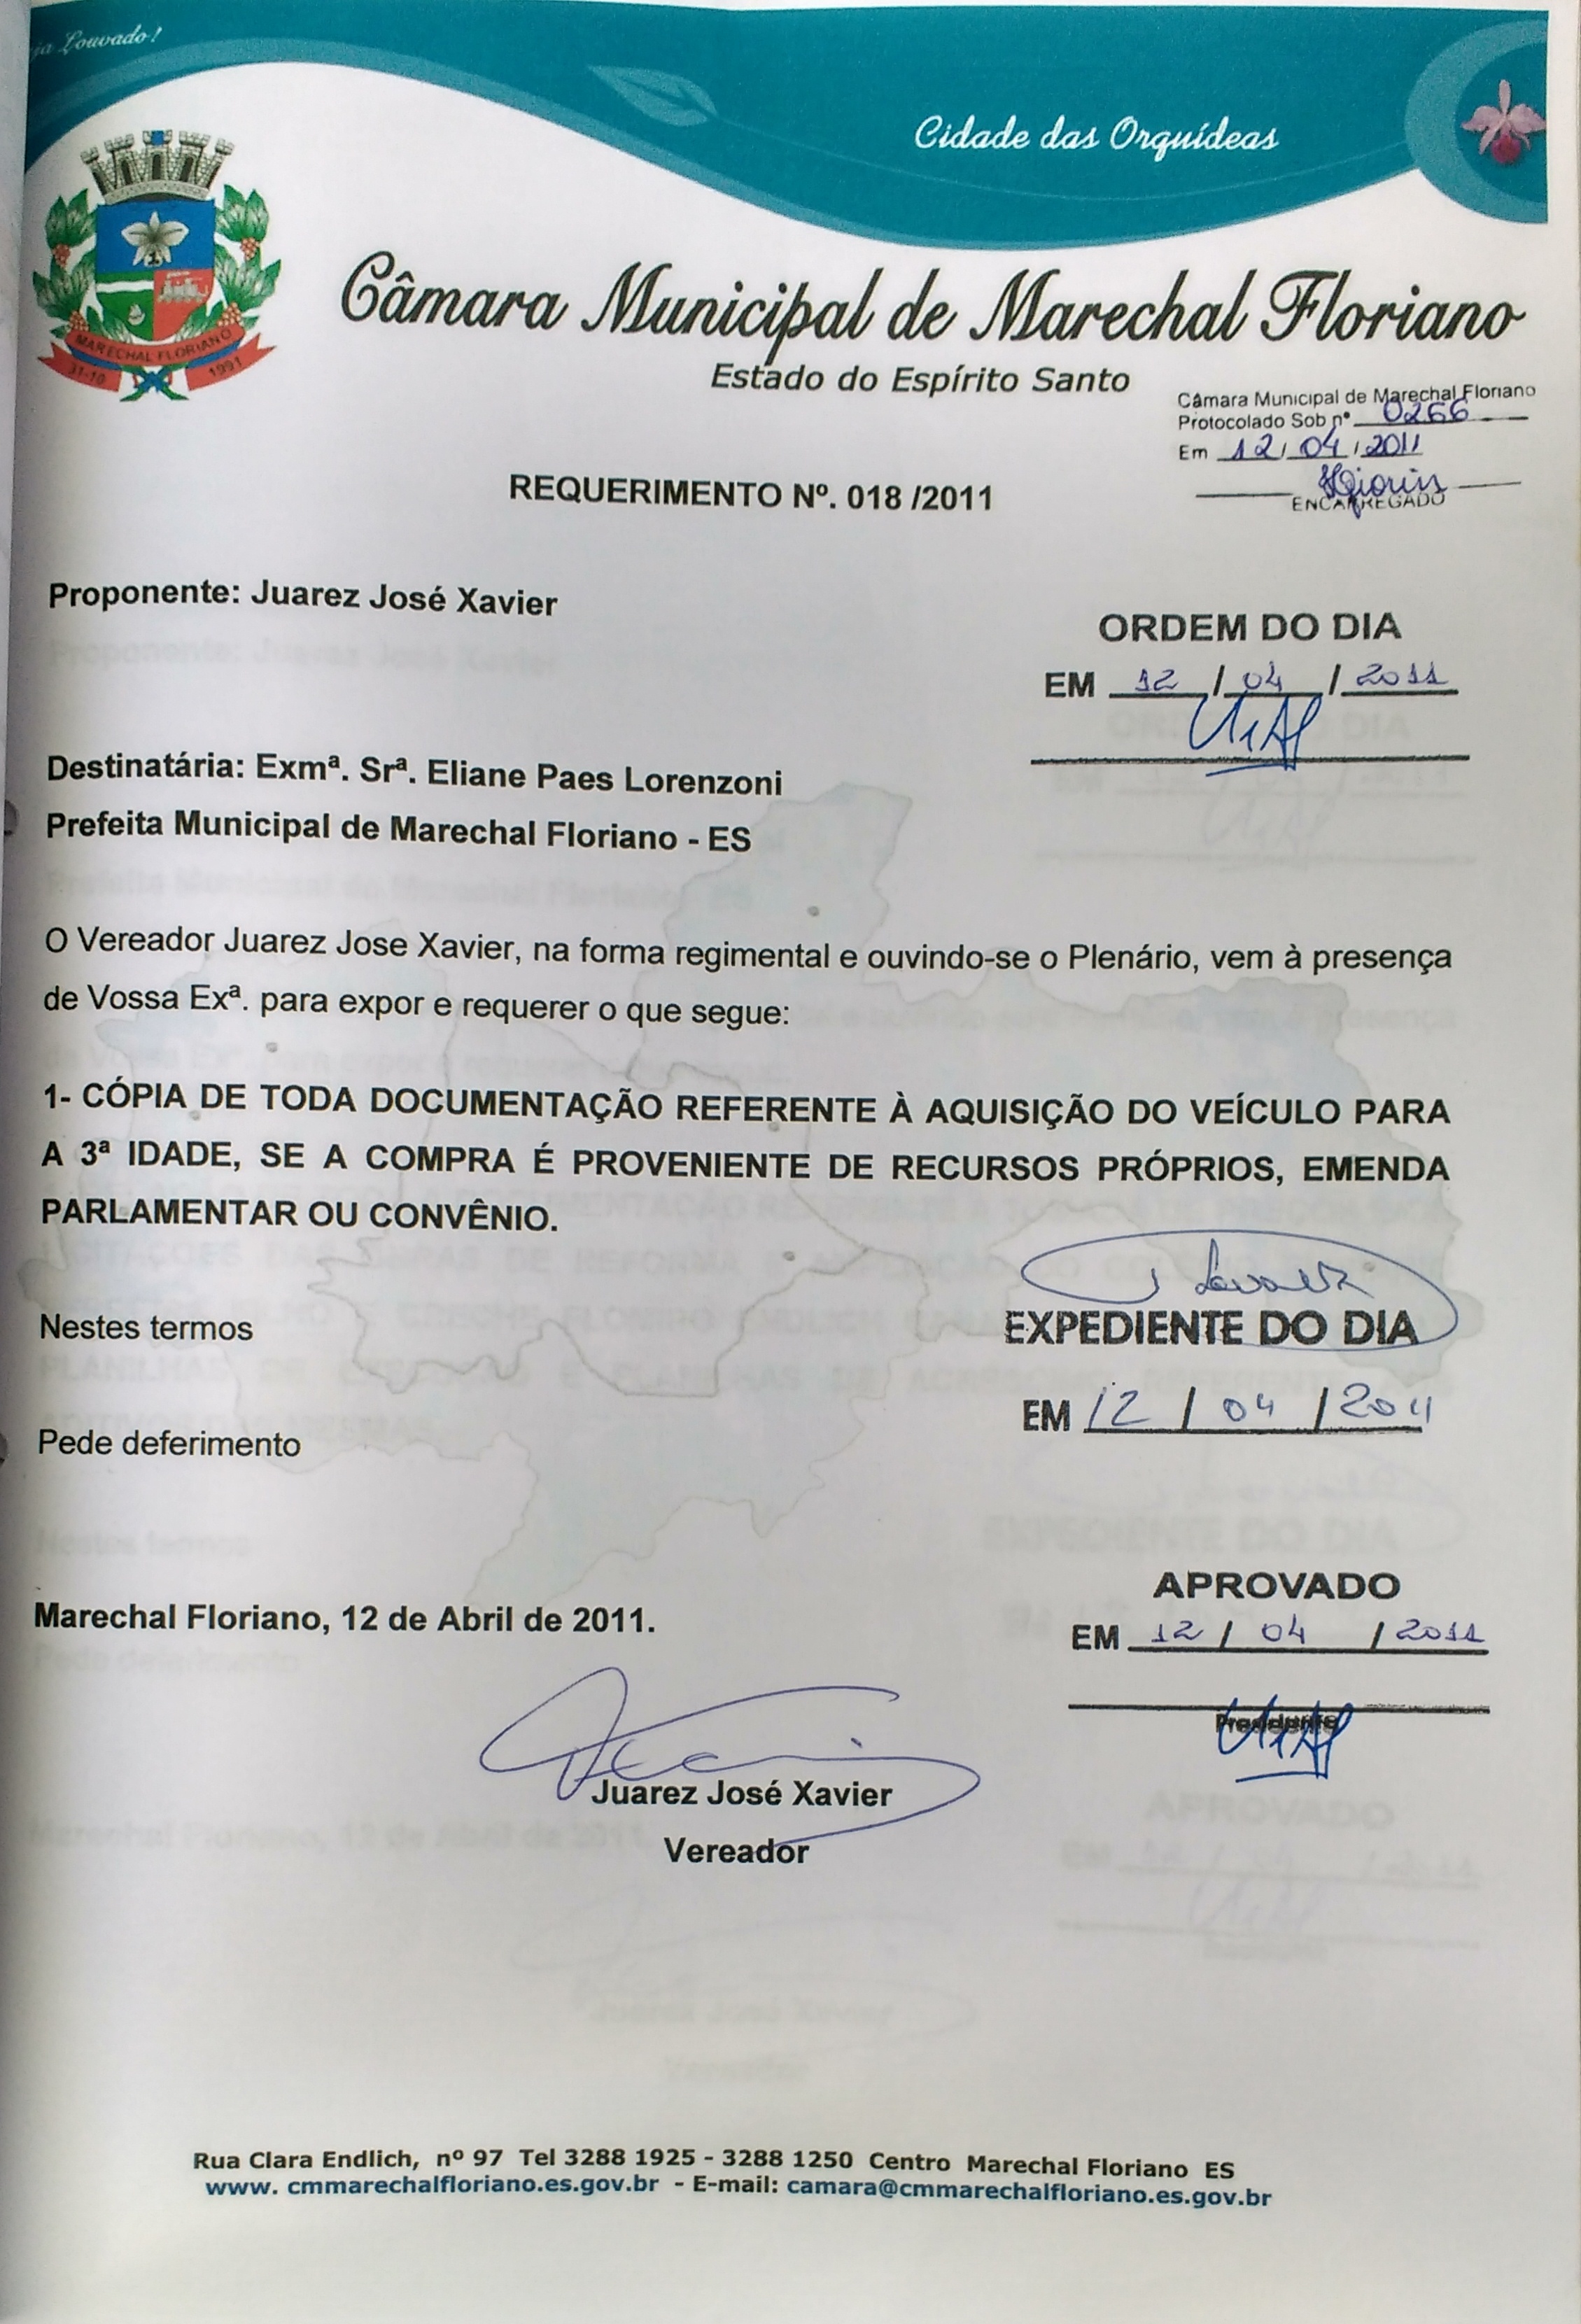 Louvado!
Cidade das Orquídeas
MARECHAL FLORIANO
31-10 1991
Câmara Municipal de Marechal Floriano
Estado do Espírito Santo
Câmara Municipal de Marechal Floriano
Protocolado Sob nº 0266
Em 12/04/2011
ENCARREGADO
REQUERIMENTO Nº. 018 /2011
Proponente: Juarez José Xavier
ORDEM DO DIA
EM 12 / 04 / 2011
Destinatária: Exmª. Srª. Eliane Paes Lorenzoni
Prefeita Municipal de Marechal Floriano - ES
O Vereador Juarez Jose Xavier, na forma regimental e ouvindo-se o Plenário, vem à presença
de Vossa Exª. para expor e requerer o que segue:
1- CÓPIA DE TODA DOCUMENTAÇÃO REFERENTE À AQUISIÇÃO DO VEÍCULO PARA
A 3ª IDADE, SE A COMPRA É PROVENIENTE DE RECURSOS PRÓPRIOS, EMENDA
PARLAMENTAR OU CONVÊNIO.
Nestes termos
EXPEDIENTE DO DIA
EM 12 / 04 / 2011
Pede deferimento
APROVADO
EM 12 / 04 / 2011
Presidente
Marechal Floriano, 12 de Abril de 2011.
Juarez José Xavier
Vereador
Rua Clara Endlich, nº 97 Tel 3288 1925 - 3288 1250 Centro Marechal Floriano ES
www. cmmarechalfloriano.es.gov.br - E-mail: camara@cmmarechalfloriano.es.gov.br